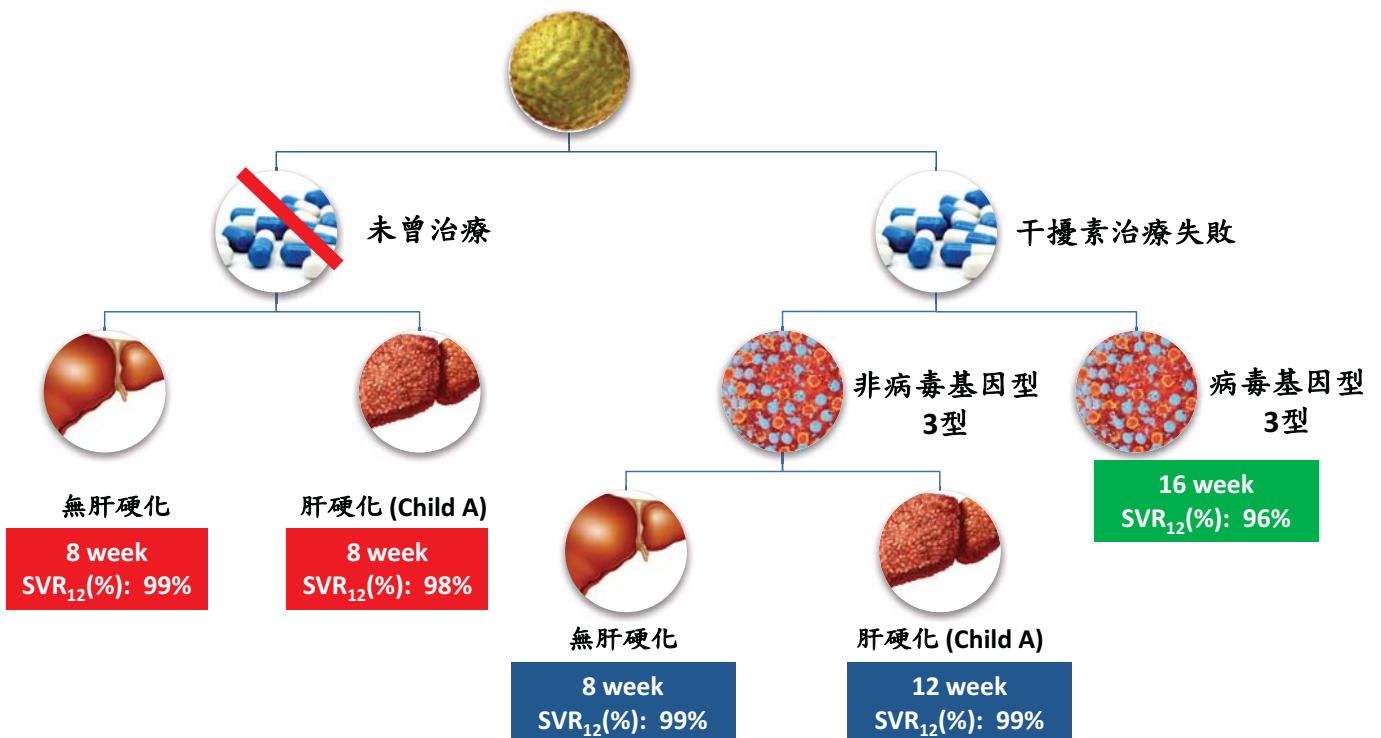 未曾治療
干擾素治療失敗
非病毒基因型
3型
病毒基因型
3型
16 week
SVR12(%): 96%
無肝硬化
8 week
SVR12(%): 99%
肝硬化 (Child A)
8 week
SVR12(%): 98%
無肝硬化
8 week
SVR12(%): 99%
肝硬化 (Child A)
12 week
SVR12(%): 99%